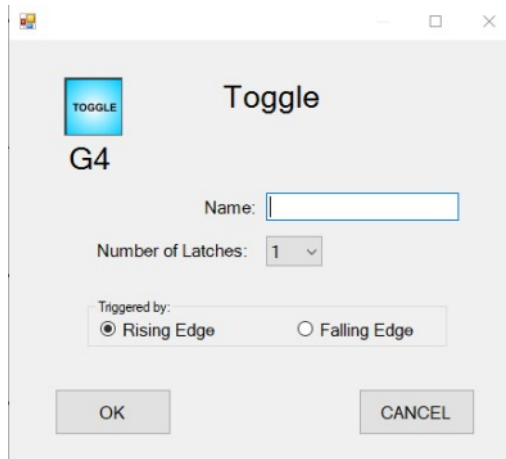 TOGGLE
Toggle
G4
Name:
Number of Latches: 1
Triggered by:
Rising Edge Falling Edge
OK CANCEL